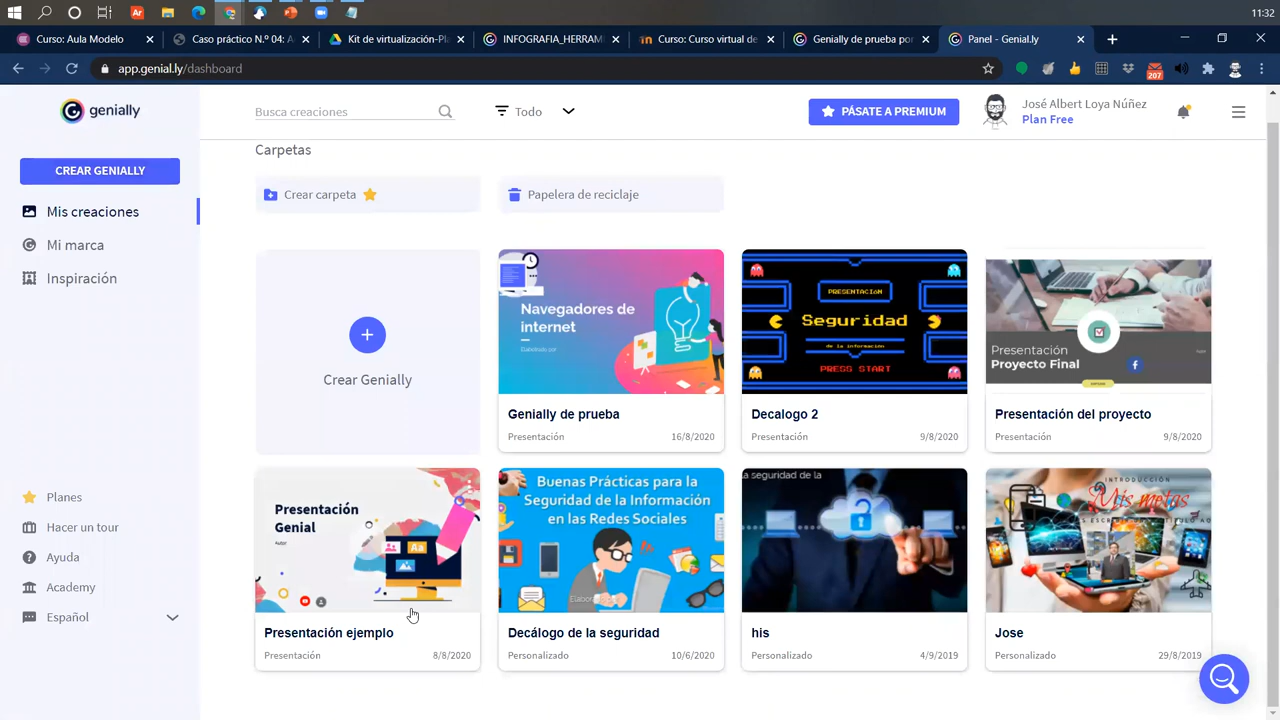 11:32
Curso: Aula Modelo
Caso práctico N.º 04: A
Kit de virtualización-Pla
INFOGRAFIA_HERRAM
Curso: Curso virtual de
Genially de prueba por
Panel - Genial.ly
app.genial.ly/dashboard
207
genially
Busca creaciones
Todo
PÁSATE A PREMIUM
José Albert Loya Núñez
Plan Free
CREAR GENIALLY
Mis creaciones
Mi marca
Inspiración
Planes
Hacer un tour
Ayuda
Academy
Español
Carpetas
Crear carpeta
Papelera de reciclaje
Crear Genially
Navegadores de
internet
Elaborado por:
Genially de prueba
Presentación 16/8/2020
PRESENTACIóN
Seguridad
de la información
PRESS START
Decalogo 2
Presentación 9/8/2020
Presentación
Proyecto Final
Presentación del proyecto
Presentación 9/8/2020
Presentación
Genial
Autor
Aa
Presentación ejemplo
Presentación 8/8/2020
Buenas Prácticas para la
Seguridad de la Información
en las Redes Sociales
Decálogo de la seguridad
Personalizado 10/6/2020
a seguridad de la
his
Personalizado 4/9/2019
INTRODUCCIÓN
Mis metas
Jose
Personalizado 29/8/2019